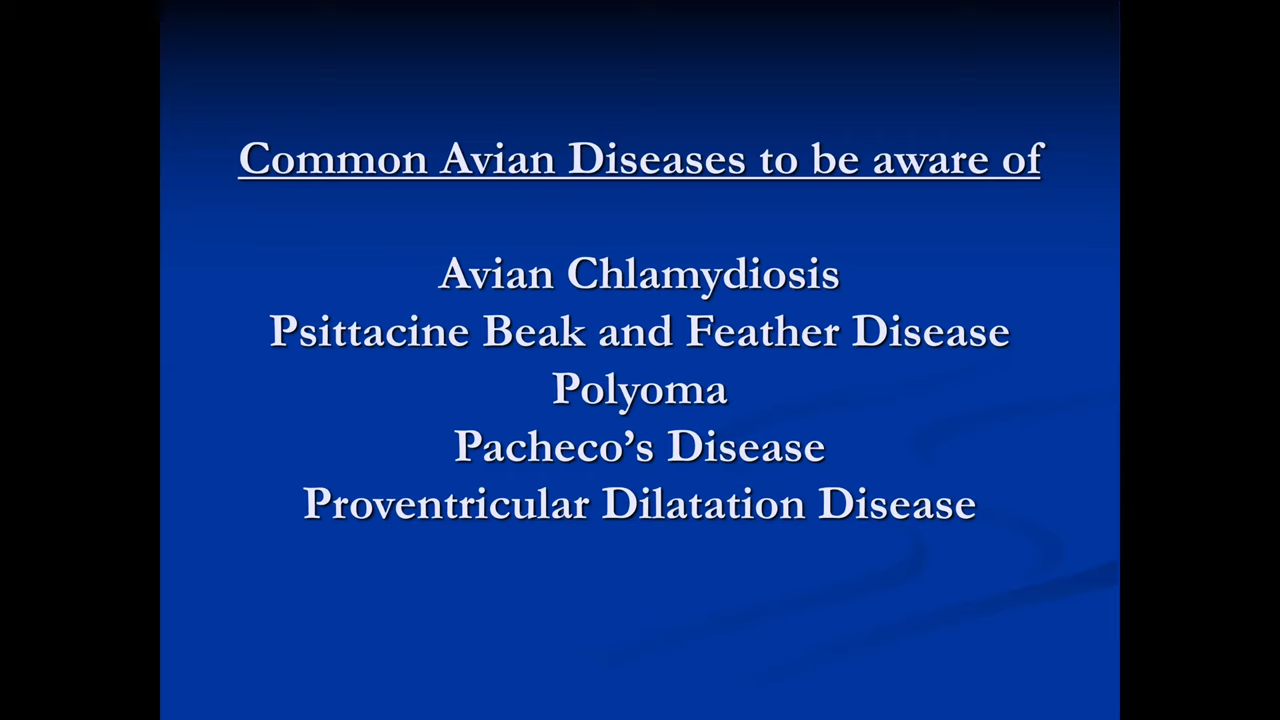 Common Avian Diseases to be aware of
Avian Chlamydiosis
Psittacine Beak and Feather Disease
Polyoma
Pacheco’s Disease
Proventricular Dilatation Disease